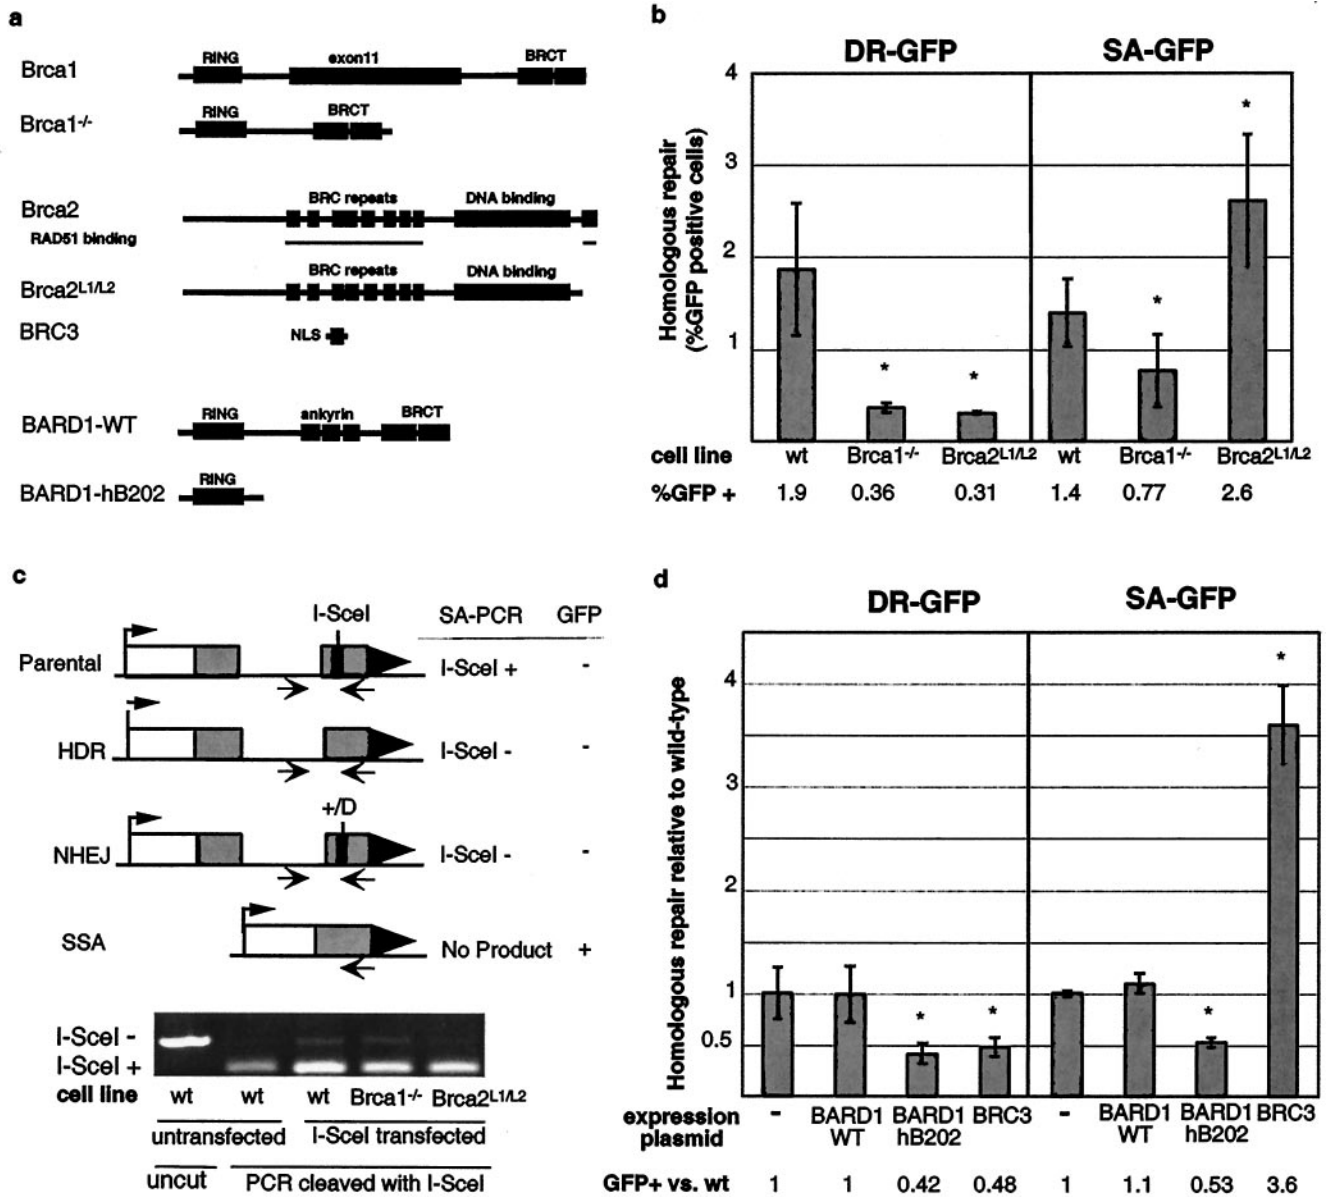 a
Brca1
RING
exon11
BRCT
Brca1-/-
RING
BRCT
Brca2
BRC repeats
DNA binding
RAD51 binding
Brca2L1/L2
BRC repeats
DNA binding
BRC3
NLS
BARD1-WT
RING
ankyrin
BRCT
BARD1-hB202
RING
b
DR-GFP SA-GFP
Homologous repair
(%GFP positive cells)
4
3
2
1
* * * *
cell line wt Brca1-/- Brca2L1/L2 wt Brca1-/- Brca2L1/L2
%GFP + 1.9 0.36 0.31 1.4 0.77 2.6
c
I-SceI SA-PCR GFP
Parental I-SceI + -
HDR I-SceI - -
+/D
NHEJ I-SceI - -
SSA No Product +
I-SceI -
I-SceI +
cell line wt wt wt Brca1-/- Brca2L1/L2
untransfected I-SceI transfected
uncut PCR cleaved with I-SceI
d
DR-GFP SA-GFP
Homologous repair relative to wild-type
4
3
2
1
0.5
* * * *
expression plasmid - BARD1 WT BARD1 hB202 BRC3 - BARD1 WT BARD1 hB202 BRC3
GFP+ vs. wt 1 1 0.42 0.48 1 1.1 0.53 3.6